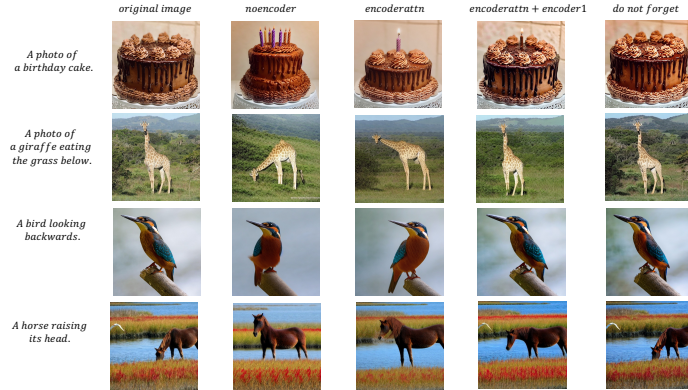 original image
noencoder
encoderattn
encoderattn + encoder1
do not forget
A photo of
a birthday cake.
A photo of
a giraffe eating
the grass below.
A bird looking
backwards.
A horse raising
its head.